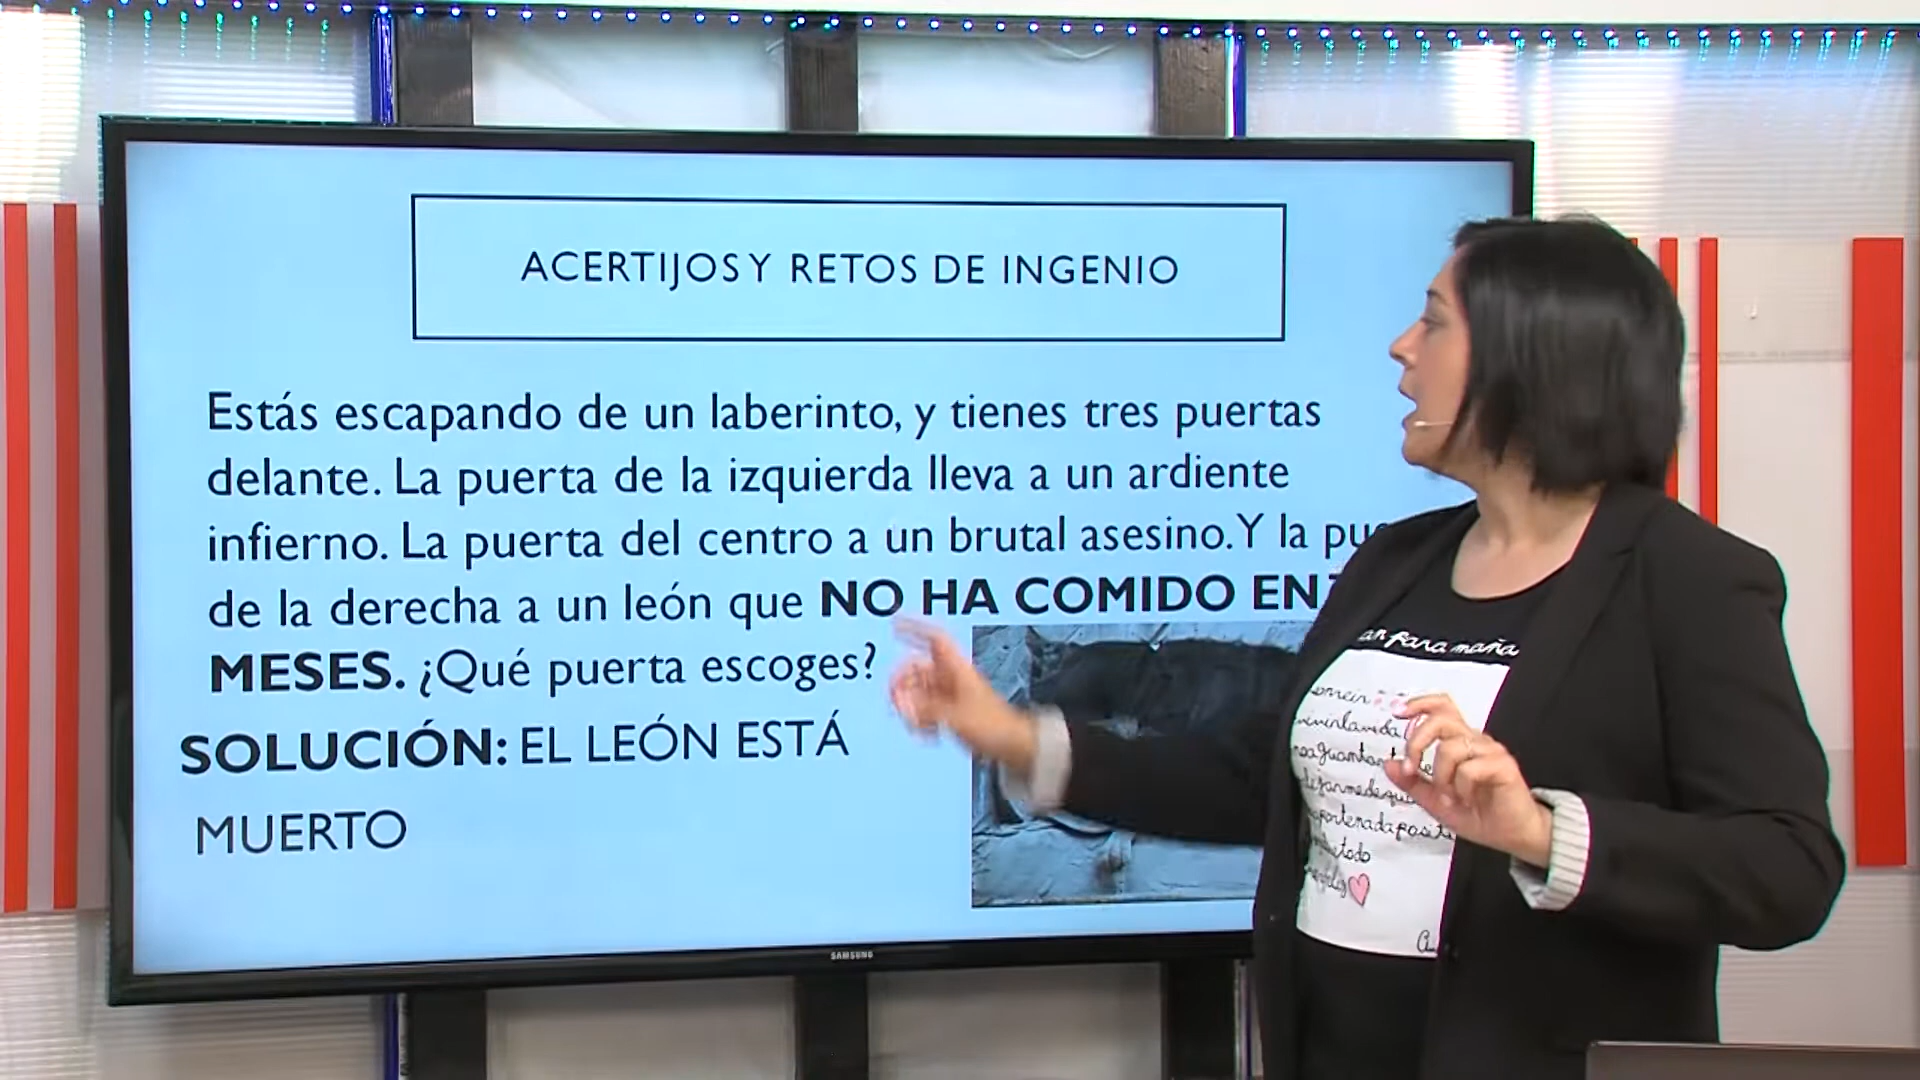 ACERTIJOS Y RETOS DE INGENIO
Estás escapando de un laberinto, y tienes tres puertas
delante. La puerta de la izquierda lleva a un ardiente
infierno. La puerta del centro a un brutal asesino. Y la
de la derecha a un león que NO HA COMIDO EN
MESES. ¿Qué puerta escoges?
SOLUCIÓN: EL LEÓN ESTÁ
MUERTO
SAMSUNG
para